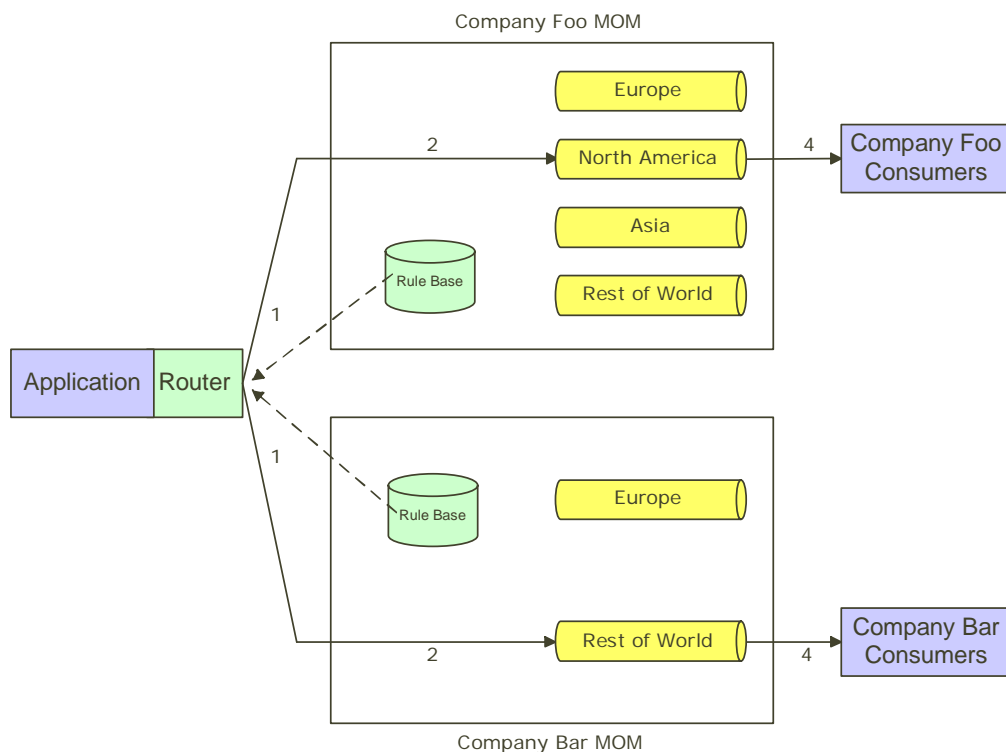 Company Foo MOM
Europe
2
North America
4
Company Foo
Consumers
Asia
Rule Base
Rest of World
1
Application
Router
1
Rule Base
Europe
Rest of World
2
4
Company Bar
Consumers
Company Bar MOM